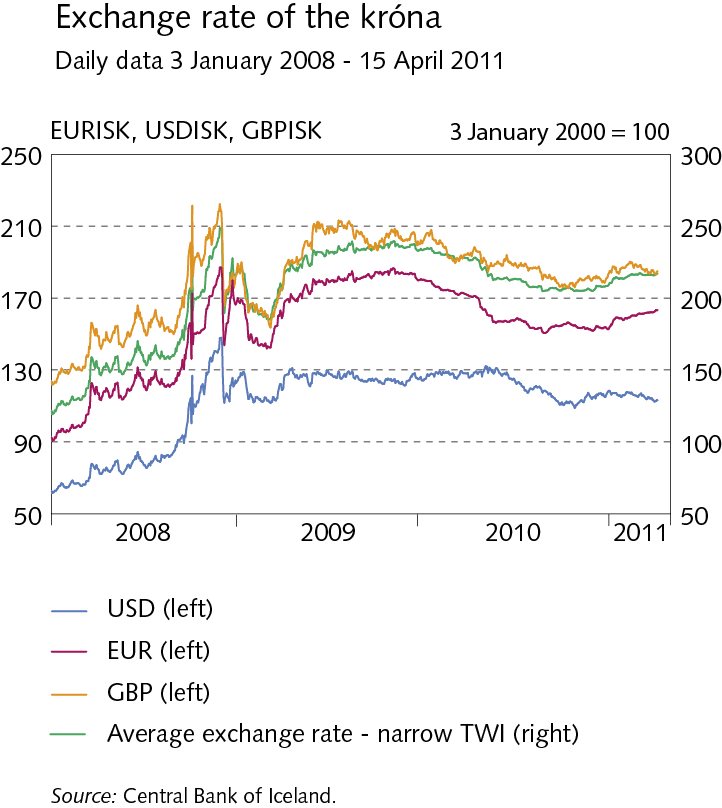 Exchange rate of the króna
Daily data 3 January 2008 - 15 April 2011
EURISK, USDISK, GBPISK 3 January 2000 = 100
250 300
210 250
170 200
130 150
90 100
50 50
2008 2009 2010 2011
USD (left)
EUR (left)
GBP (left)
Average exchange rate - narrow TWI (right)
Source: Central Bank of Iceland.